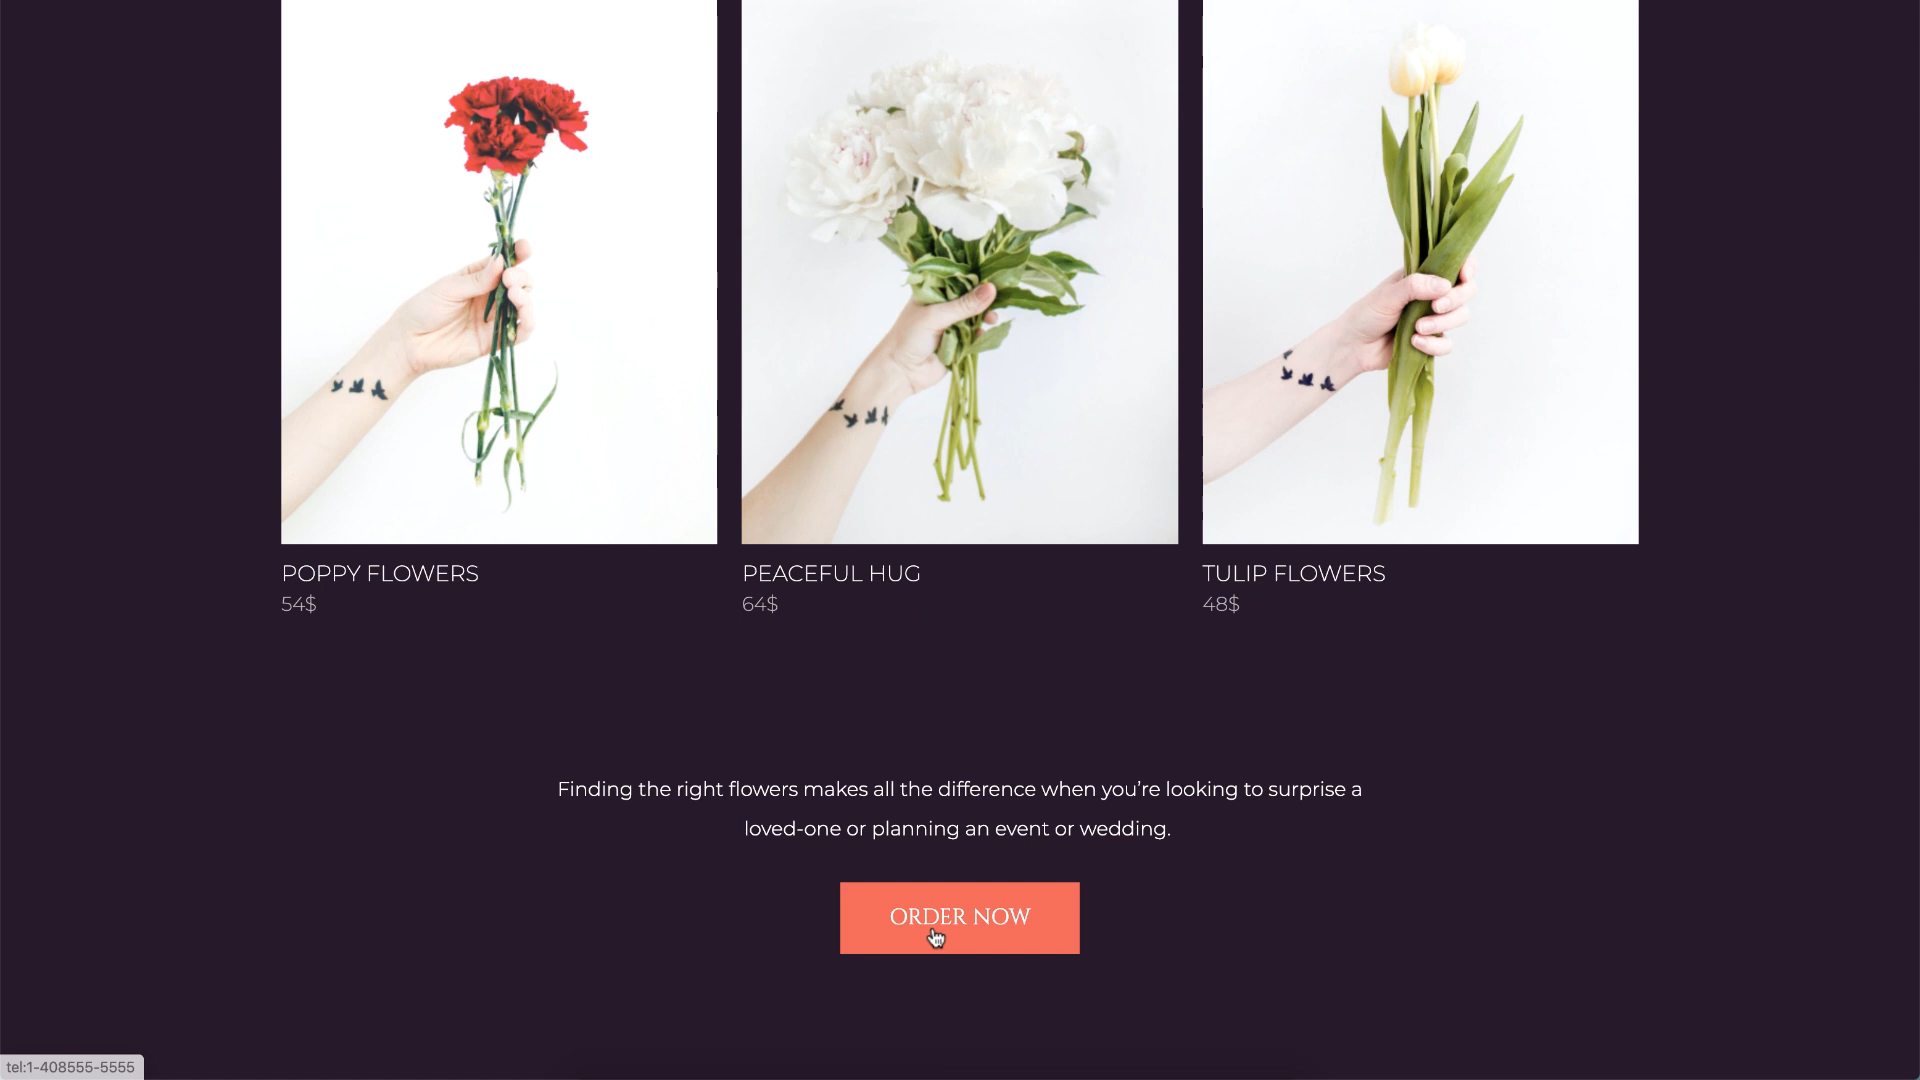 POPPY FLOWERS
54$
PEACEFUL HUG
64$
TULIP FLOWERS
48$
Finding the right flowers makes all the difference when you’re looking to surprise a
loved-one or planning an event or wedding.
ORDER NOW
tel:1-408555-5555